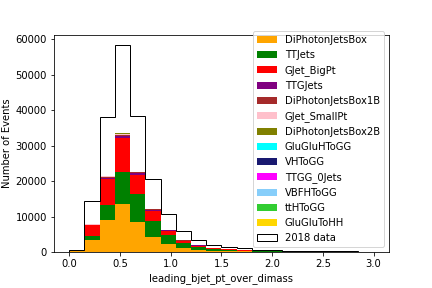 60000
50000
40000
30000
20000
10000
0
Number of Events
0.0 0.5 1.0 1.5 2.0 2.5 3.0
leading_bjet_pt_over_dimass
DiPhotonJetsBox
TTJets
GJet_BigPt
TTGJets
DiPhotonJetsBox1B
GJet_SmallPt
DiPhotonJetsBox2B
GluGluHToGG
VHToGG
TTGG_0Jets
VBFHToGG
ttHToGG
GluGluToHH
2018 data